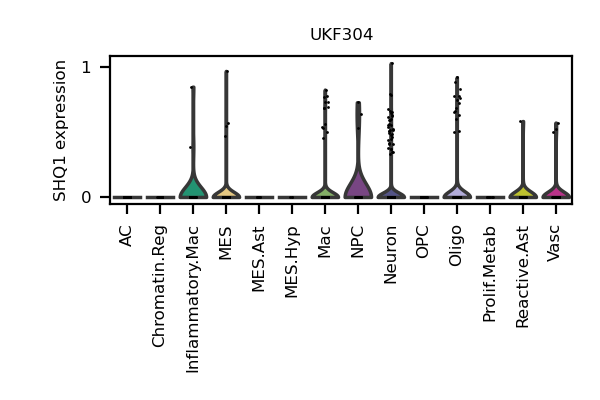 UKF304
SHQ1 expression
1
0
AC
Chromatin.Reg
Inflammatory.Mac
MES
MES.Ast
MES.Hyp
Mac
NPC
Neuron
OPC
Oligo
Prolif.Metab
Reactive.Ast
Vasc